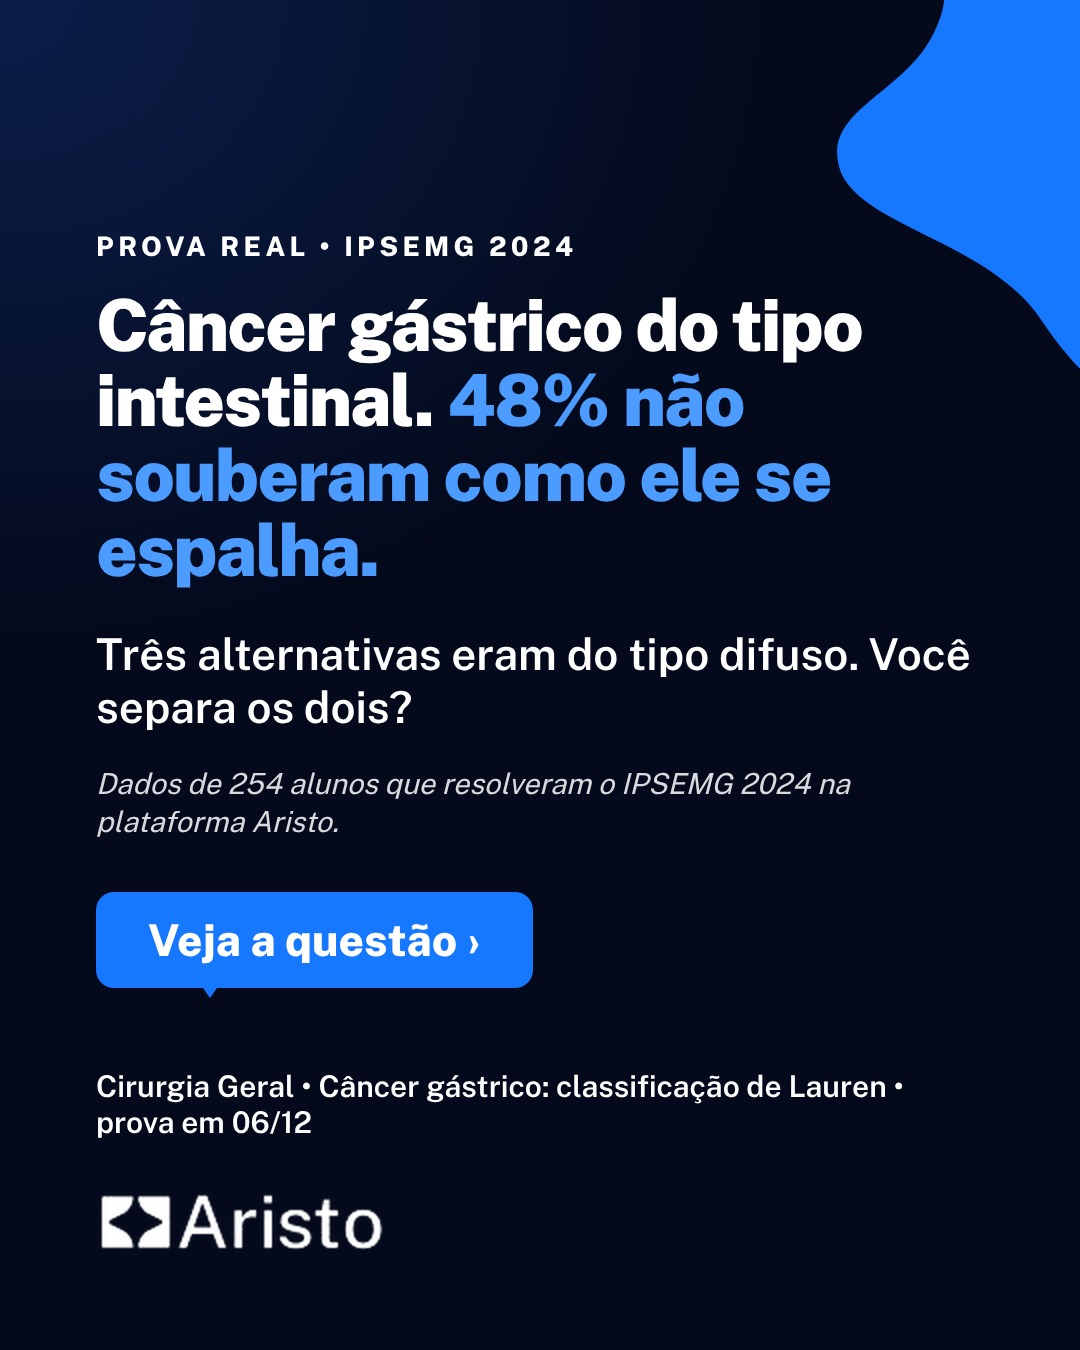 PROVA REAL • IPSEMG 2024
Câncer gástrico do tipo
intestinal. 48% não
souberam como ele se
espalha.
Três alternativas eram do tipo difuso. Você
separa os dois?
Dados de 254 alunos que resolveram o IPSEMG 2024 na
plataforma Aristo.
Veja a questão ›
Cirurgia Geral • Câncer gástrico: classificação de Lauren •
prova em 06/12
Aristo